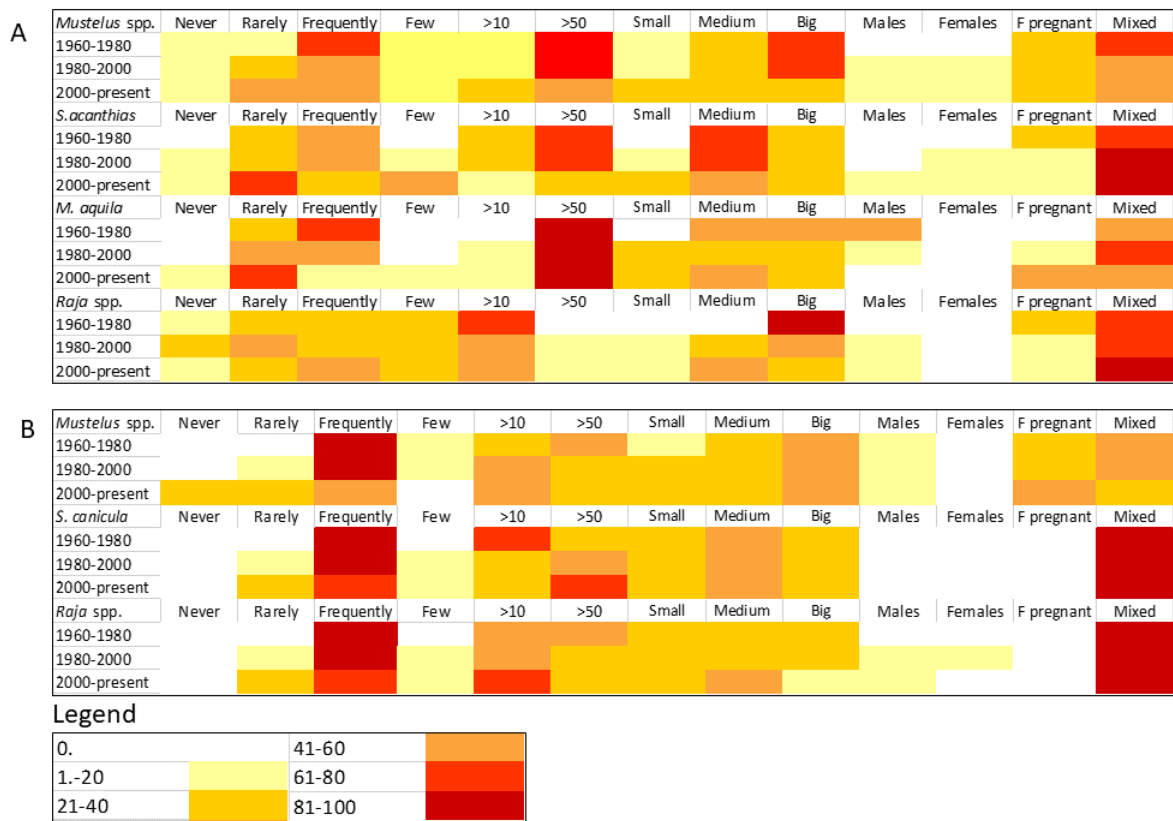 A
Mustelus spp. Never Rarely Frequently Few >10 >50 Small Medium Big Males Females F pregnant Mixed
1960-1980
1980-2000
2000-present
S.acanthias Never Rarely Frequently Few >10 >50 Small Medium Big Males Females F pregnant Mixed
1960-1980
1980-2000
2000-present
M. aquila Never Rarely Frequently Few >10 >50 Small Medium Big Males Females F pregnant Mixed
1960-1980
1980-2000
2000-present
Raja spp. Never Rarely Frequently Few >10 >50 Small Medium Big Males Females F pregnant Mixed
1960-1980
1980-2000
2000-present
B
Mustelus spp. Never Rarely Frequently Few >10 >50 Small Medium Big Males Females F pregnant Mixed
1960-1980
1980-2000
2000-present
S. canicula Never Rarely Frequently Few >10 >50 Small Medium Big Males Females F pregnant Mixed
1960-1980
1980-2000
2000-present
Raja spp. Never Rarely Frequently Few >10 >50 Small Medium Big Males Females F pregnant Mixed
1960-1980
1980-2000
2000-present
Legend
0. 41-60
1.-20 61-80
21-40 81-100